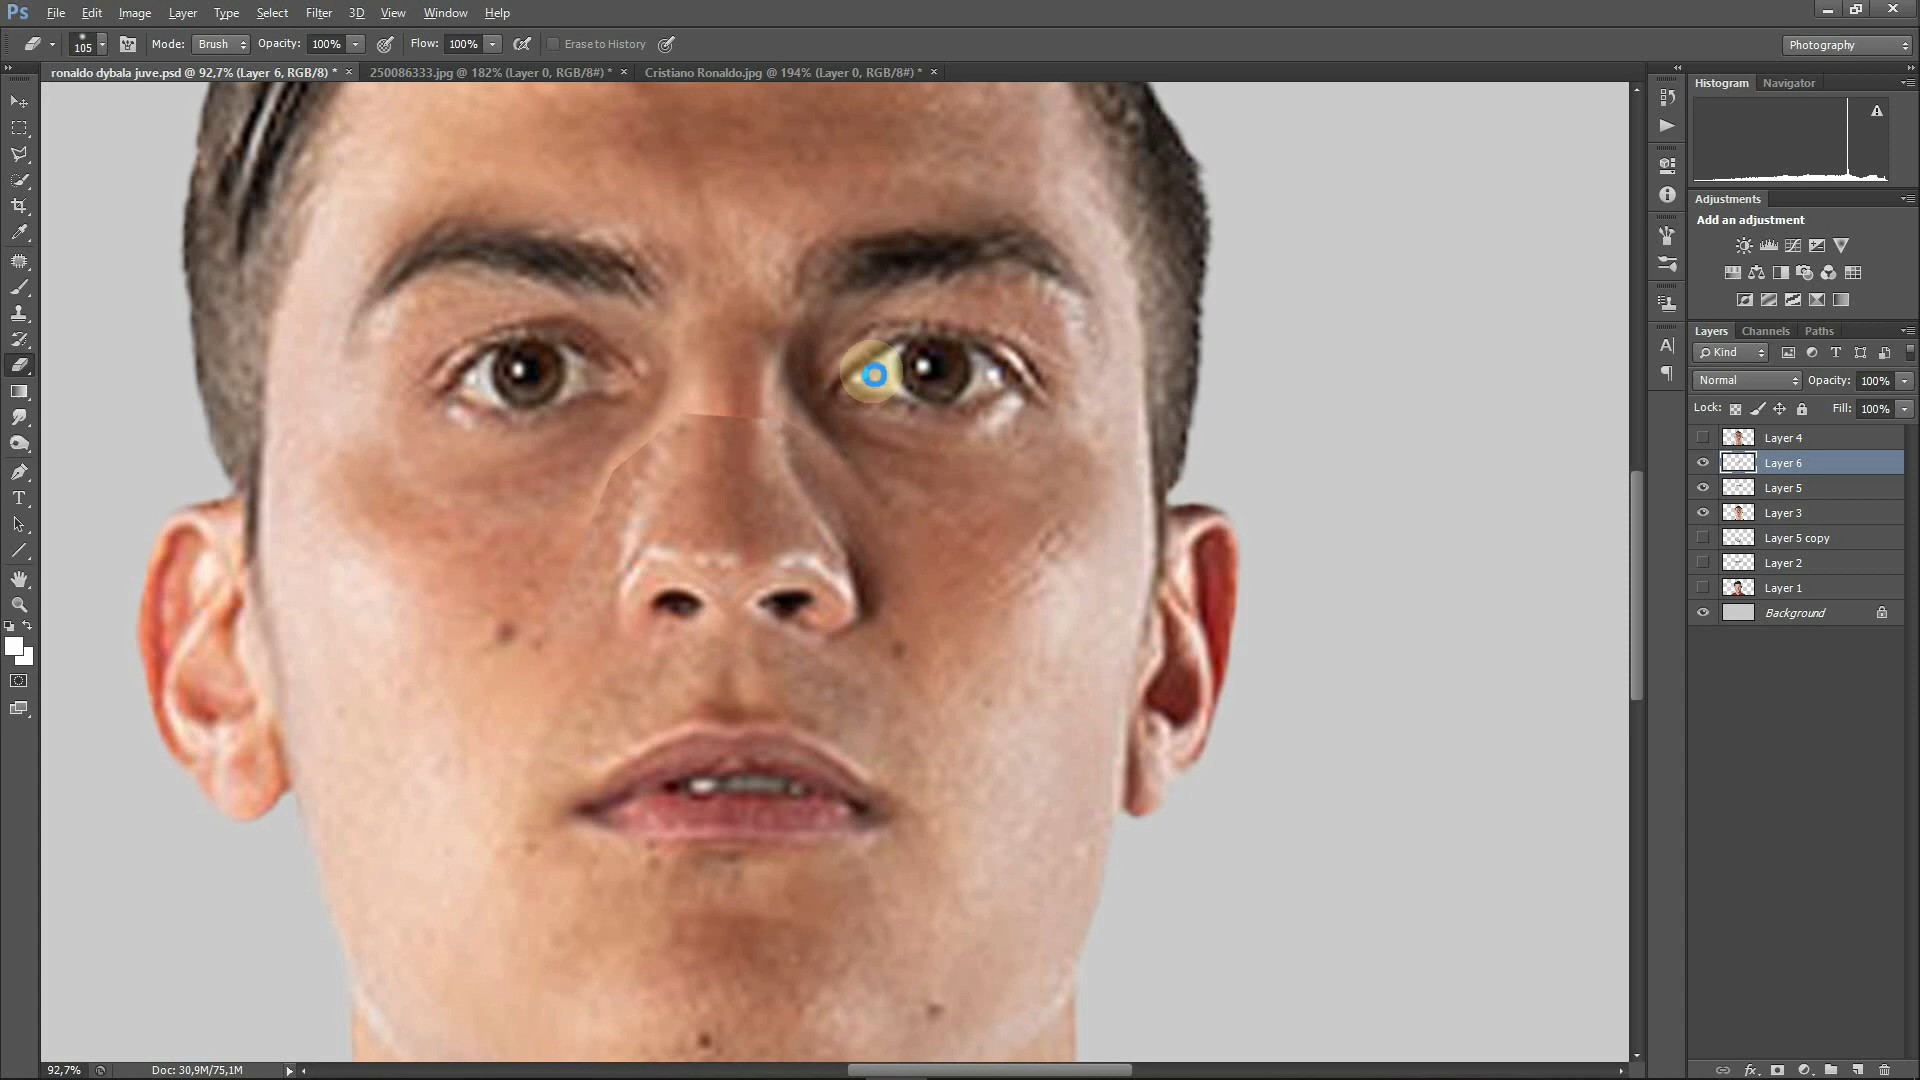 Ps File Edit Image Layer Type Select Filter 3D View Window Help
105 Mode: Brush Opacity: 100% Flow: 100% Erase to History Photography
ronaldo dybala juve.psd @ 92,7% (Layer 6, RGB/8) * × 250086333.jpg @ 182% (Layer 0, RGB/8#) * × Cristiano Ronaldo.jpg @ 194% (Layer 0, RGB/8#) * ×
Histogram Navigator
Adjustments
Add an adjustment
Layers Channels Paths
Kind
Normal Opacity: 100%
Lock: Fill: 100%
Layer 4
Layer 6
Layer 5
Layer 3
Layer 5 copy
Layer 2
Layer 1
Background
92,7% Doc: 30,9M/75,1M